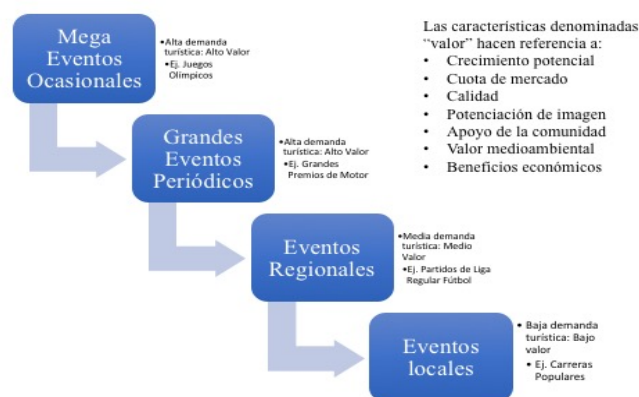 Mega
Eventos
Ocasionales
•Alta demanda
turística: Alto Valor
•Ej. Juegos
Olímpicos
Las características denominadas
"valor" hacen referencia a:
• Crecimiento potencial
• Cuota de mercado
• Calidad
• Potenciación de imagen
• Apoyo de la comunidad
• Valor medioambiental
• Beneficios económicos
Grandes
Eventos
Periódicos
•Alta demanda
turística: Alto Valor
•Ej. Grandes
Premios de Motor
Eventos
Regionales
•Media demanda
turística: Medio
Valor
•Ej. Partidos de Liga
Regular Fútbol
Eventos
locales
• Baja demanda
turística: Bajo
valor
• Ej. Carreras
Populares